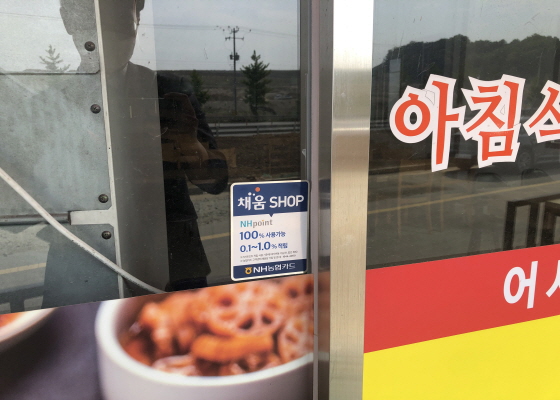 아침식
채움 SHOP
NHpoint
100% 사용가능
0.1~1.0% 적립
NH농협카드
어서